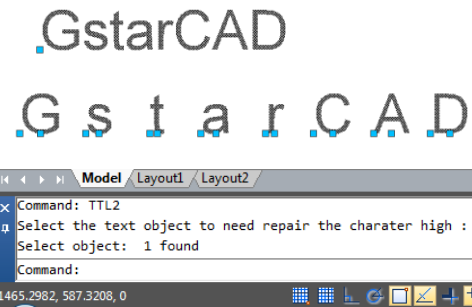 GstarCAD
G s t a r C A D
Model Layout1 Layout2
Command: TTL2
Select the text object to need repair the charater high :
Select object: 1 found
Command:
1465.2982, 587.3208, 0